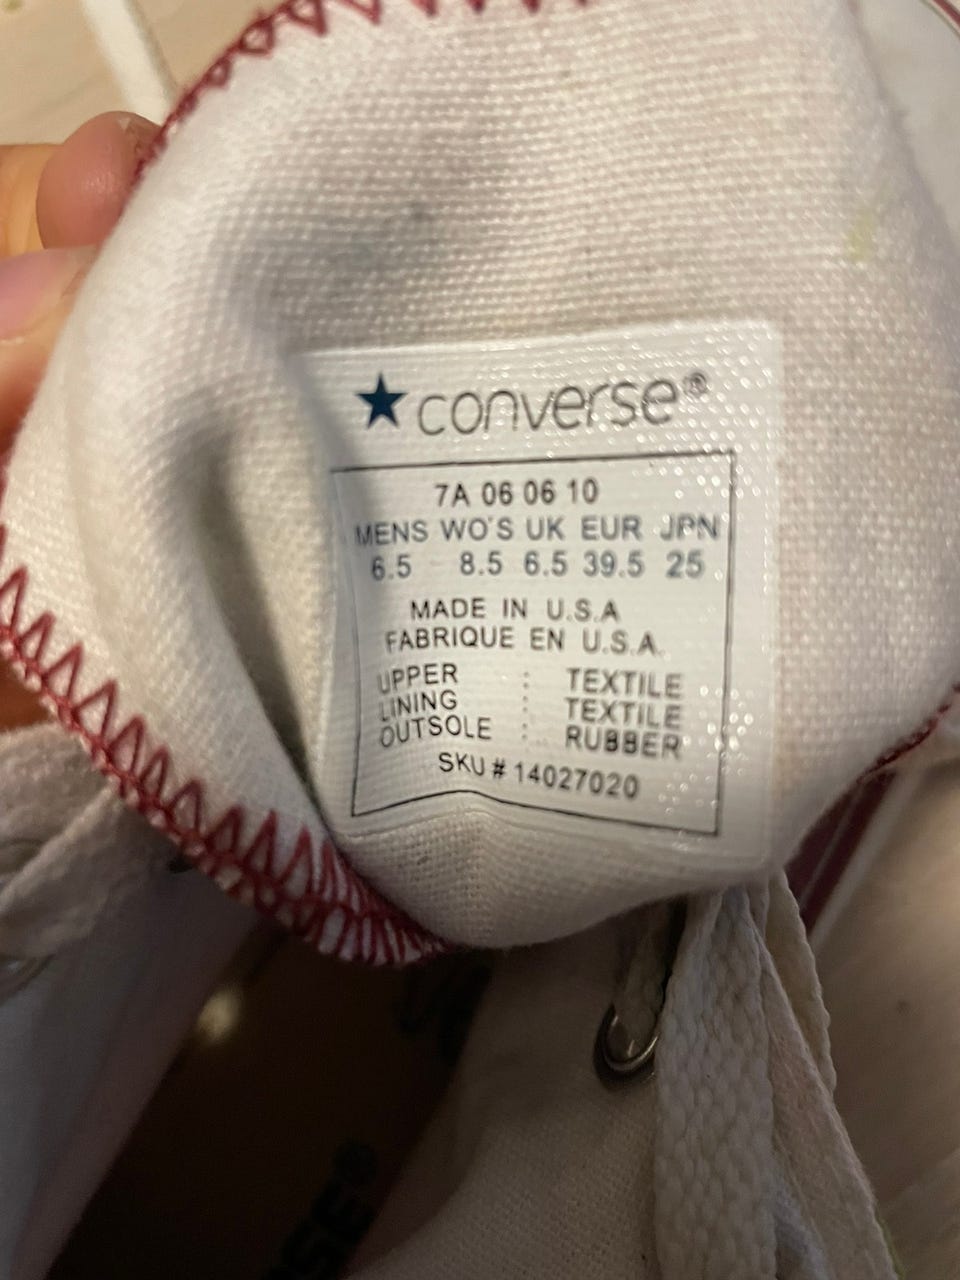 ★converse®
7A 06 06 10
MENS WO'S UK EUR JPN
6.5 8.5 6.5 39.5 25
MADE IN U.S.A
FABRIQUE EN U.S.A.
UPPER : TEXTILE
LINING : TEXTILE
OUTSOLE : RUBBER
SKU # 14027020
SE®